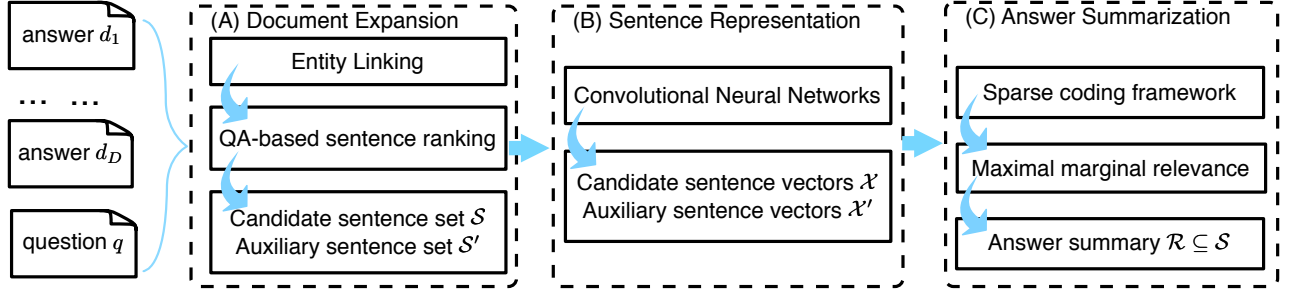 answer d₁
... ...
answer d_D
question q
(A) Document Expansion
Entity Linking
QA-based sentence ranking
Candidate sentence set 𝒮
Auxiliary sentence set 𝒮′
(B) Sentence Representation
Convolutional Neural Networks
Candidate sentence vectors 𝒳
Auxiliary sentence vectors 𝒳′
(C) Answer Summarization
Sparse coding framework
Maximal marginal relevance
Answer summary ℛ ⊆ 𝒮